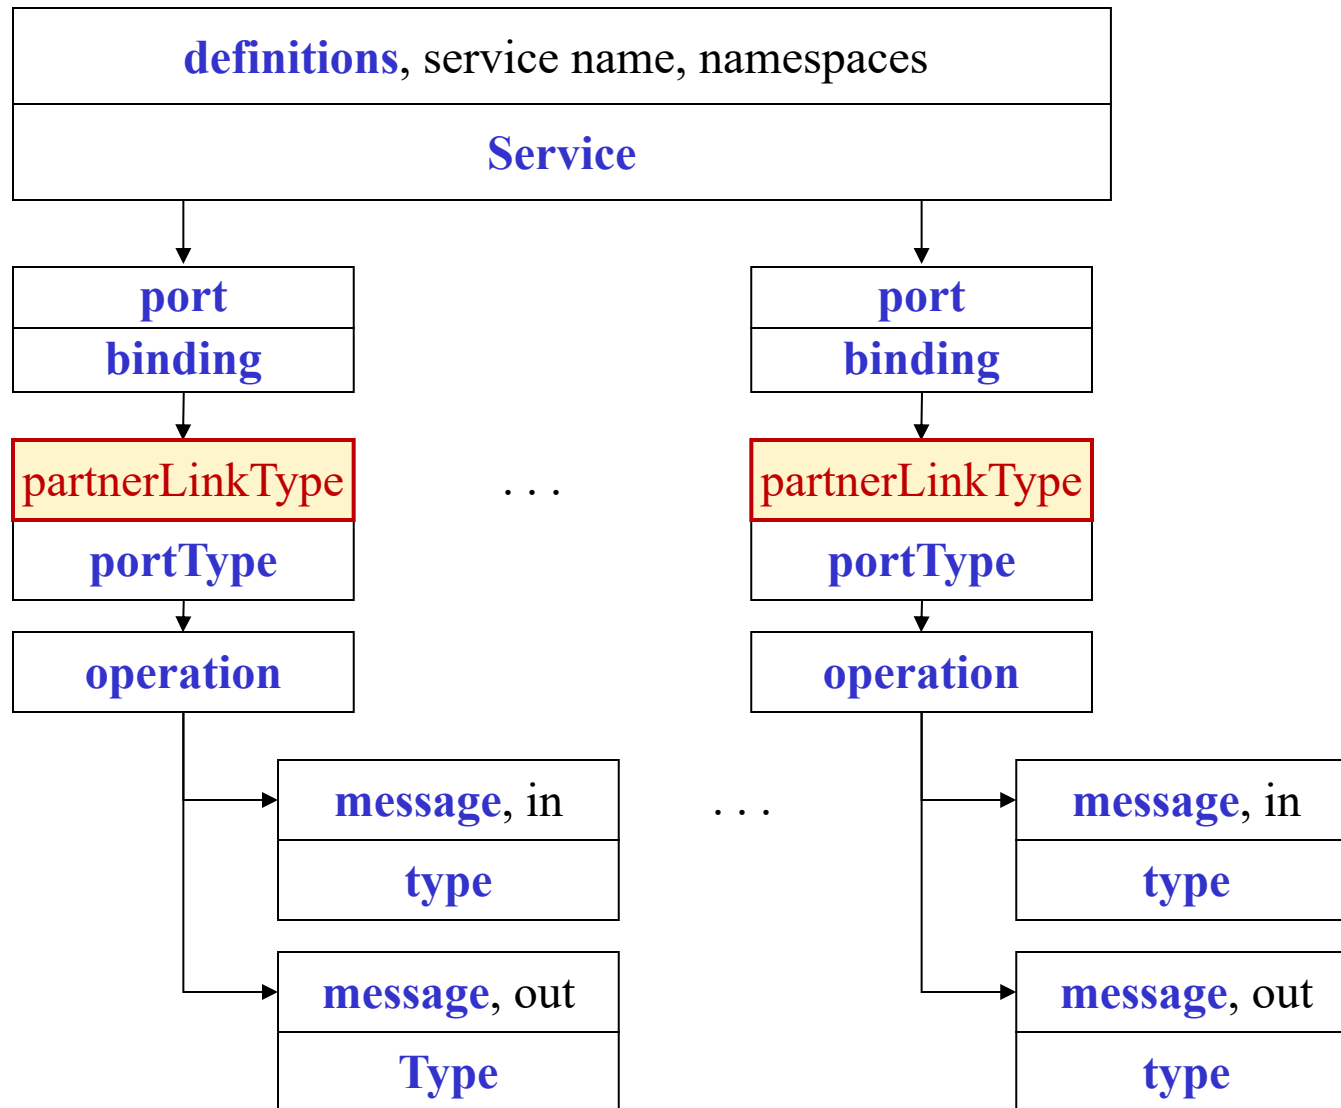 definitions, service name, namespaces
Service
port
port
binding
binding
partnerLinkType
. . .
partnerLinkType
portType
portType
operation
operation
message, in
. . .
message, in
type
type
message, out
message, out
Type
type